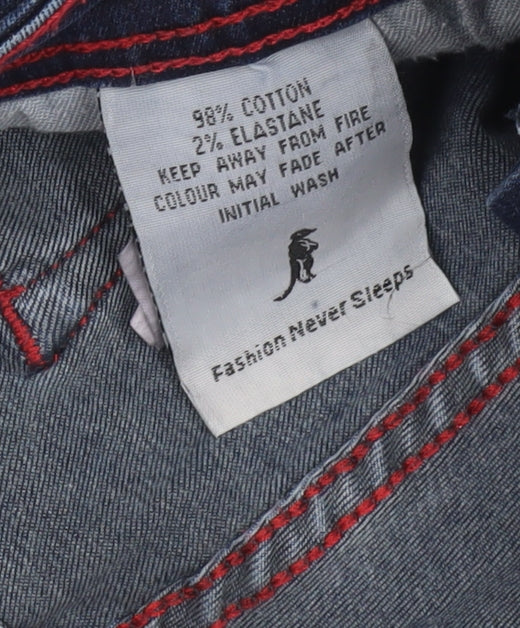 98% COTTON
2% ELASTANE
KEEP AWAY FROM FIRE
COLOUR MAY FADE AFTER
INITIAL WASH
Fashion Never Sleeps